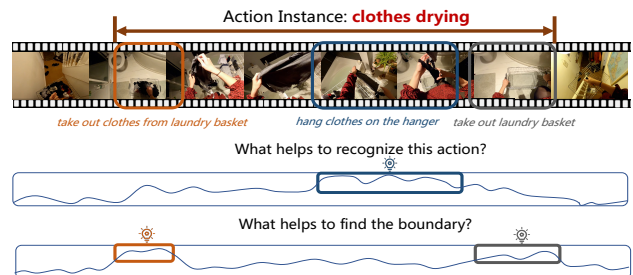 Action Instance: clothes drying
take out clothes from laundry basket hang clothes on the hanger take out laundry basket
What helps to recognize this action?
What helps to find the boundary?